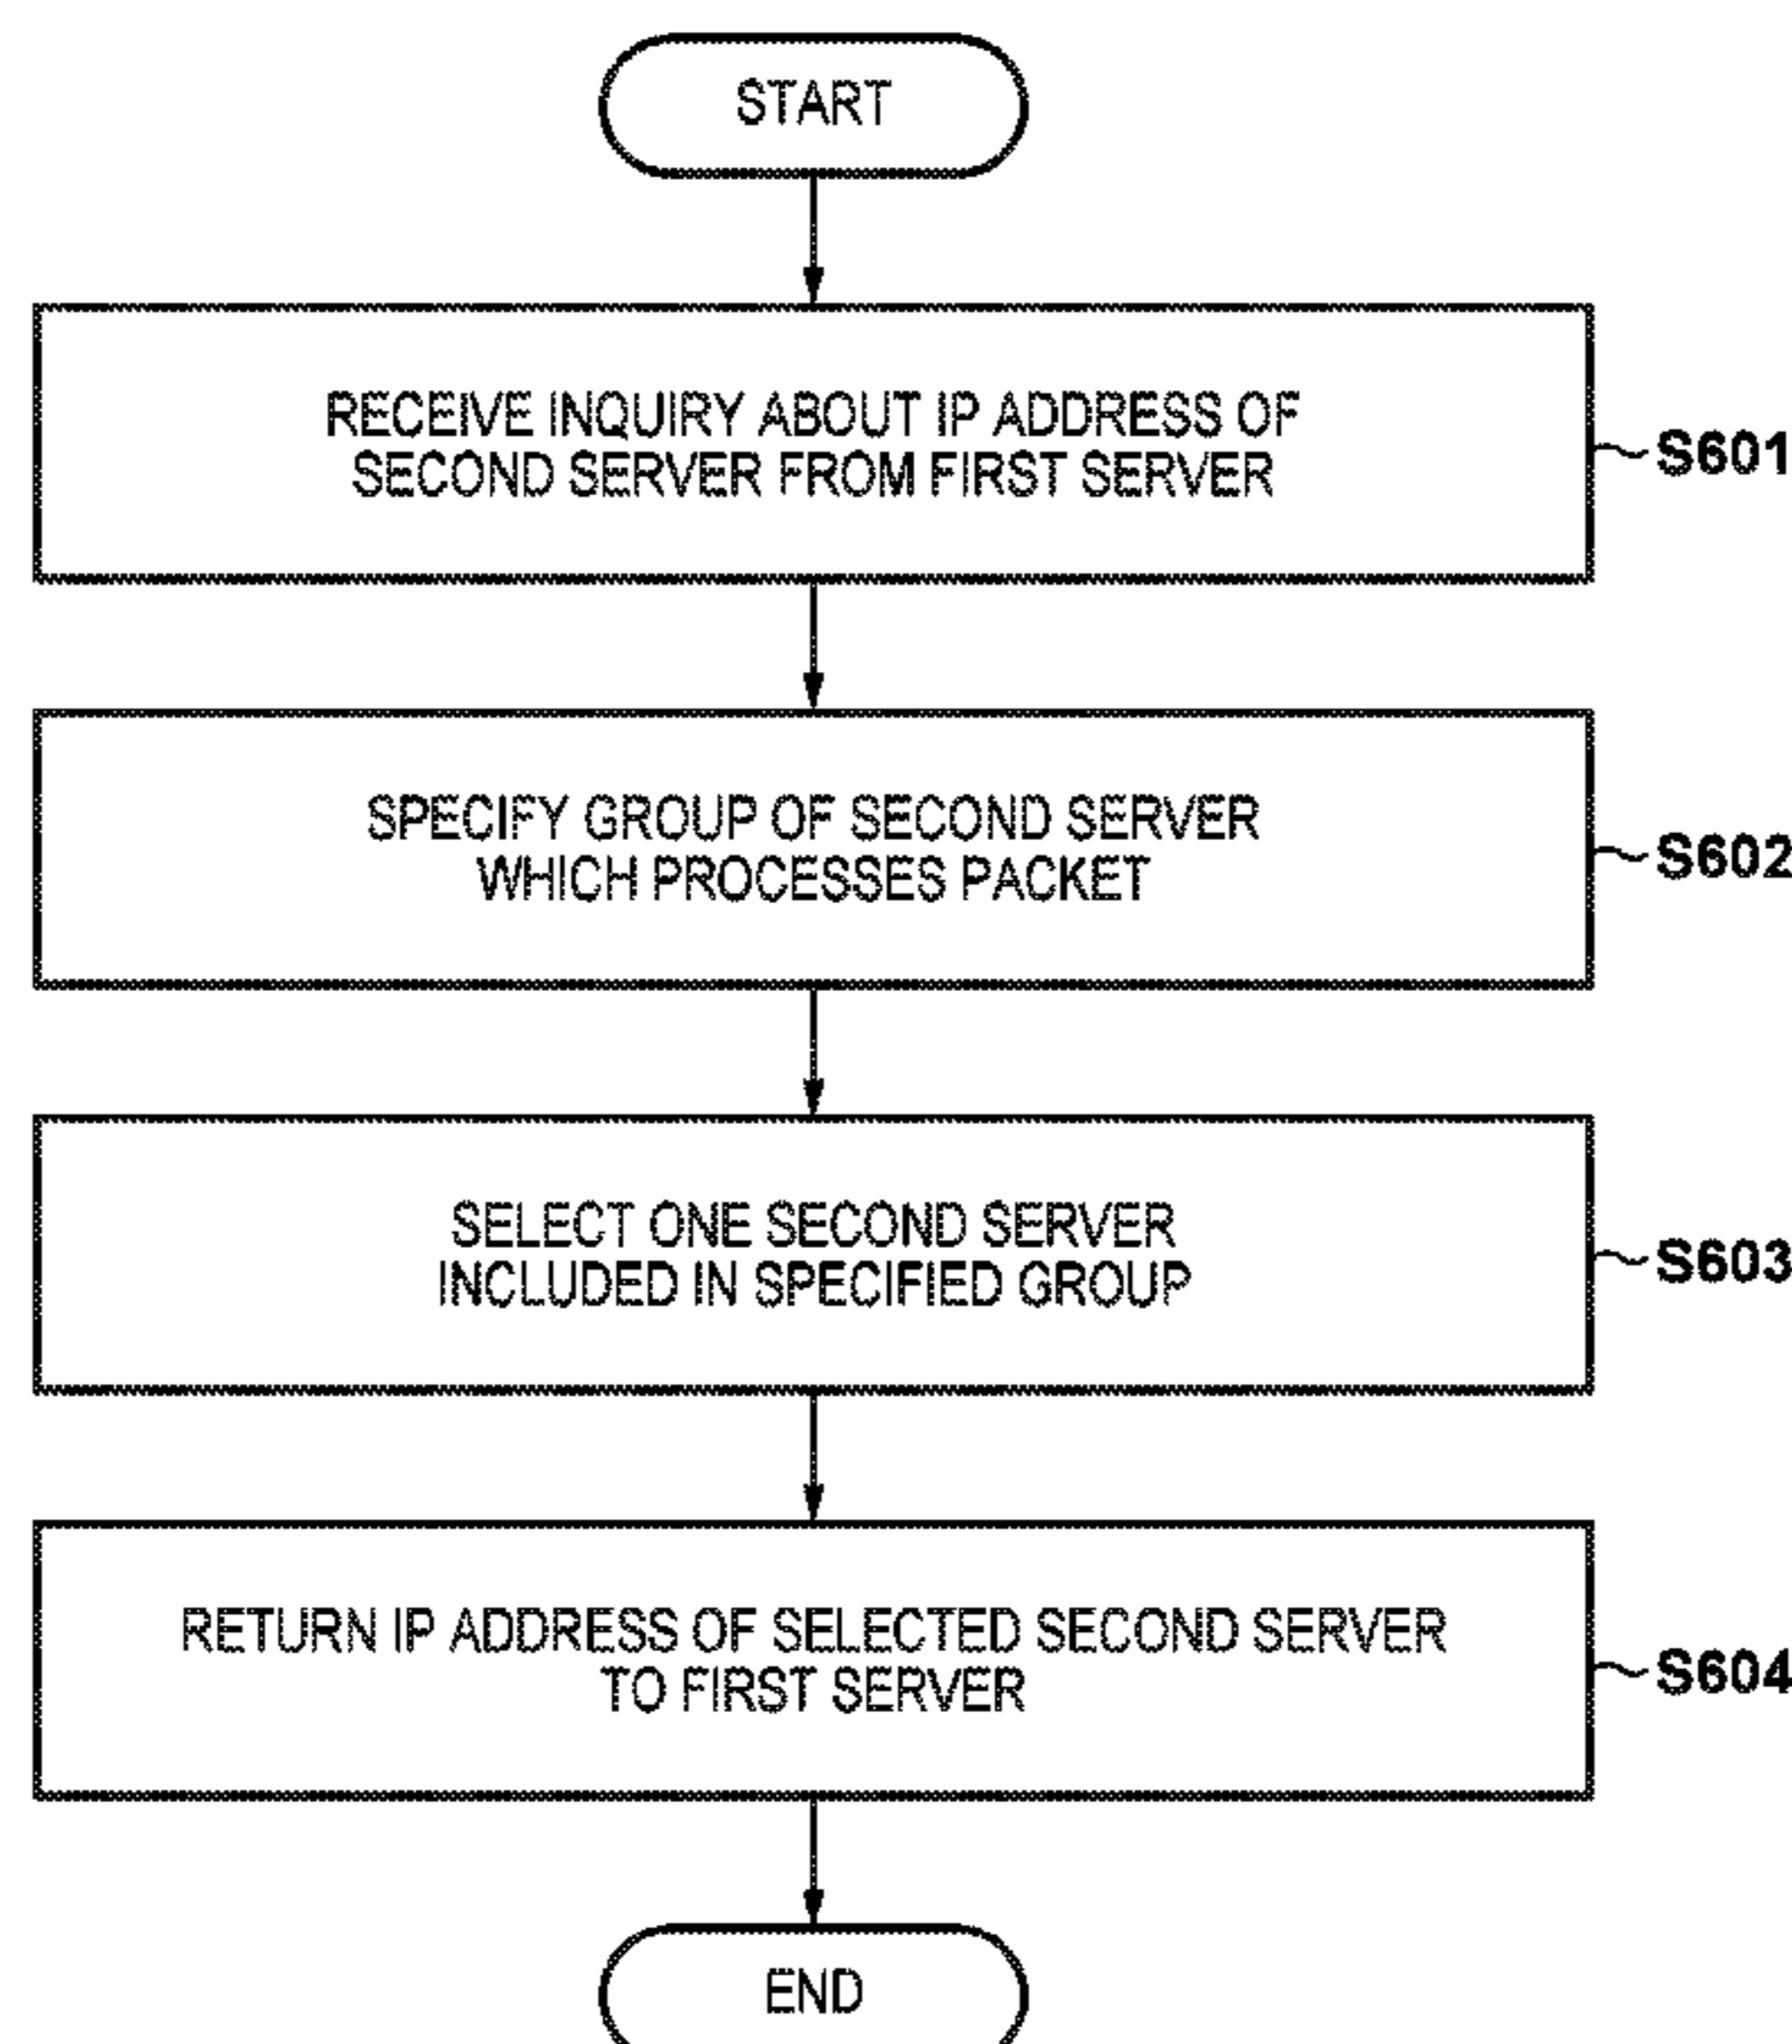 START
RECEIVE INQUIRY ABOUT IP ADDRESS OF
SECOND SERVER FROM FIRST SERVER
S601
SPECIFY GROUP OF SECOND SERVER
WHICH PROCESSES PACKET
S602
SELECT ONE SECOND SERVER
INCLUDED IN SPECIFIED GROUP
S603
RETURN IP ADDRESS OF SELECTED SECOND SERVER
TO FIRST SERVER
S604
END